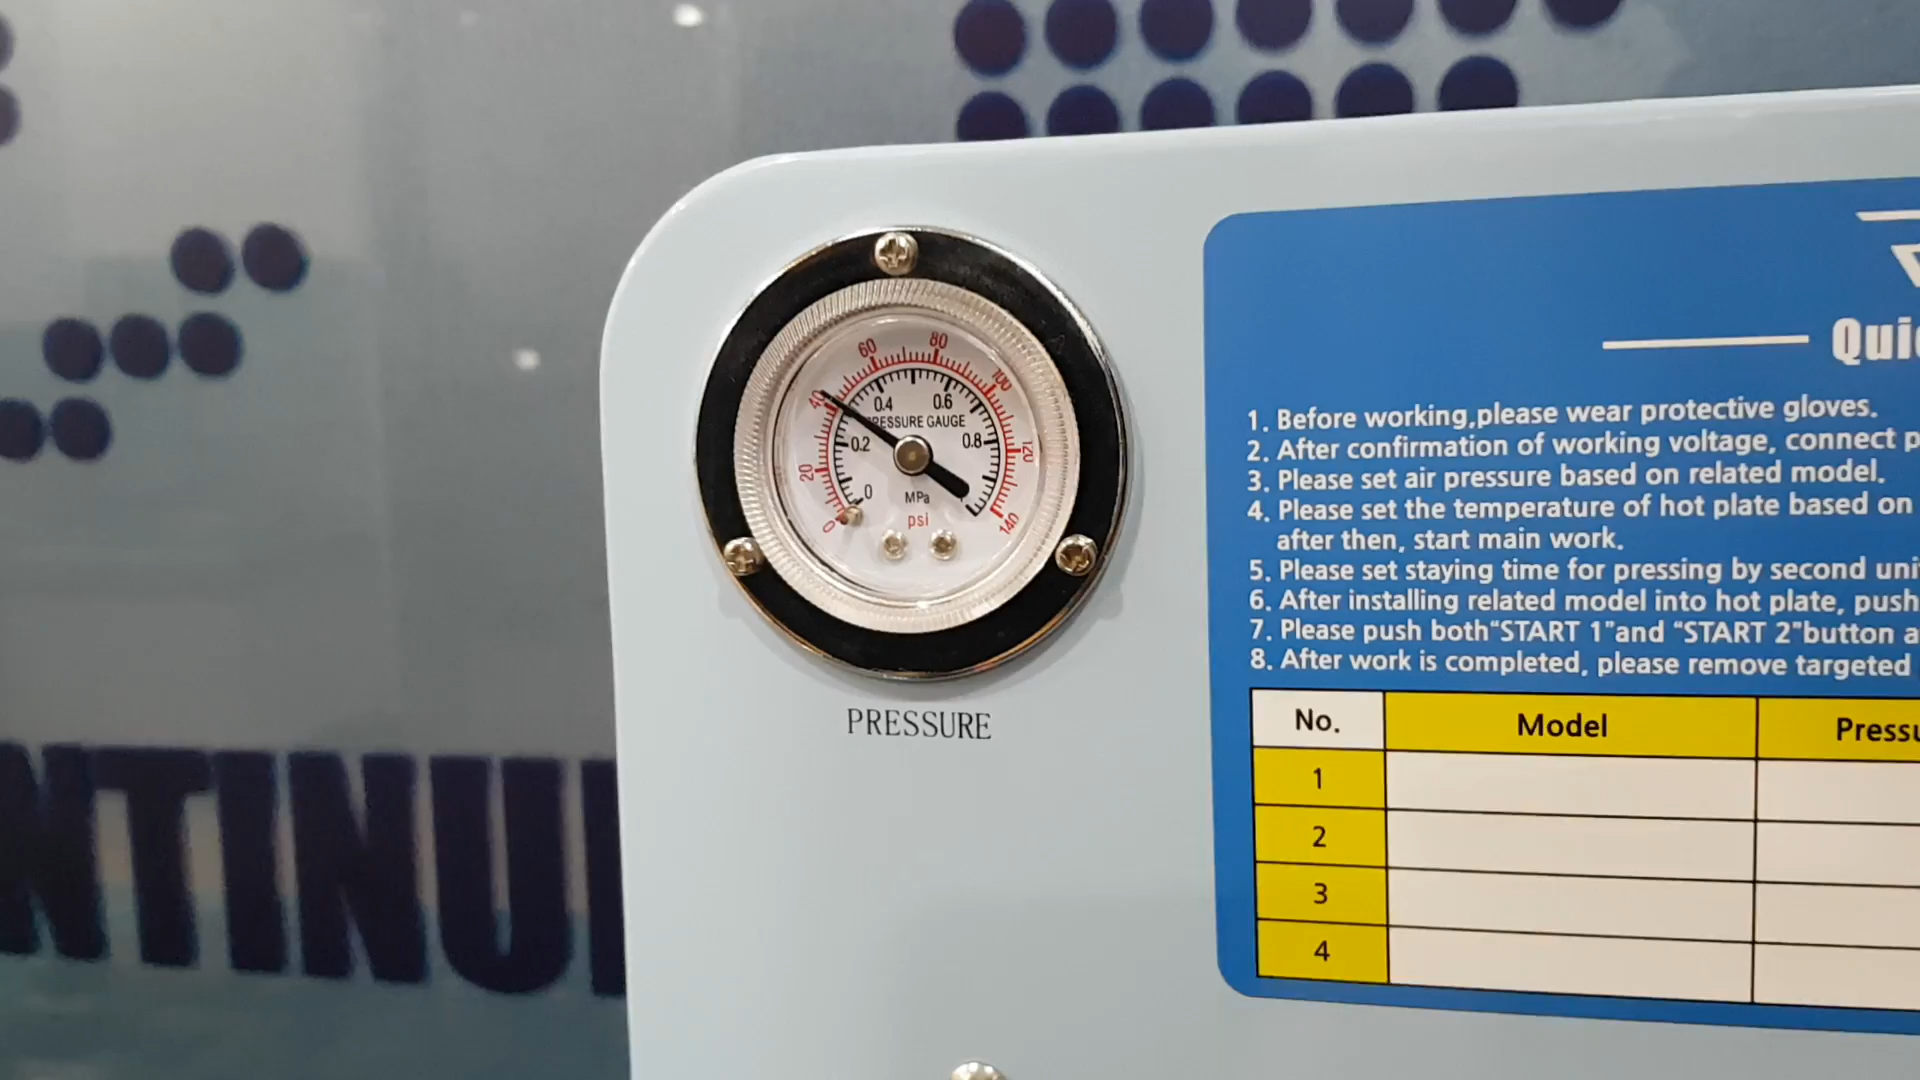 80
60
100
40
0.4 0.6
PRESSURE GAUGE
0.2 0.8
120
20
0
MPa
psi
0
140
PRESSURE
1. Before working,please wear protective gloves.
2. After confirmation of working voltage, connect
3. Please set air pressure based on related model.
4. Please set the temperature of hot plate based on
after then, start main work.
5. Please set staying time for pressing by second
6. After installing related model into hot plate, push
7. Please push both“START 1”and “START 2”button
8. After work is completed, please remove targeted
No. Model
1
2
3
4